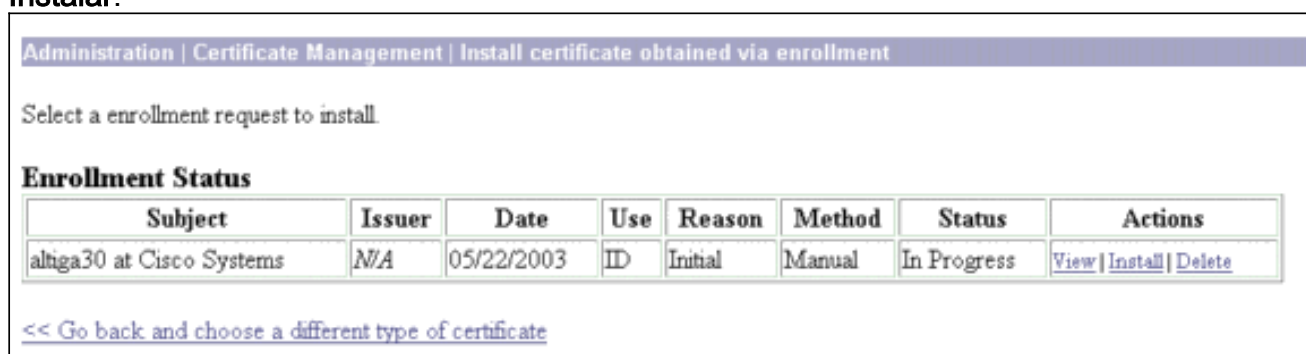 Instalar.
Administration | Certificate Management | Install certificate obtained via enrollment
Select a enrollment request to install.
Enrollment Status
Subject Issuer Date Use Reason Method Status Actions
altiga30 at Cisco Systems N/A 05/22/2003 ID Initial Manual In Progress View | Install | Delete
<< Go back and choose a different type of certificate